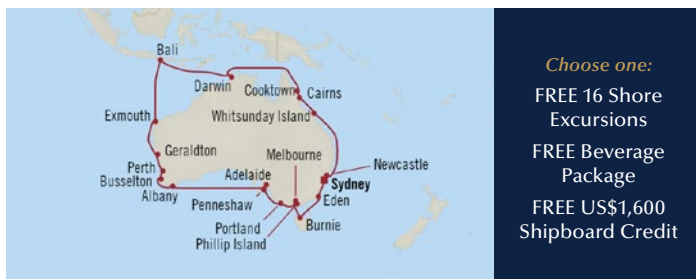 Bali
Darwin
Cooktown
Cairns
Exmouth
Whitsunday Island
Geraldton
Melbourne
Newcastle
Perth
Adelaide
Sydney
Busselton
Albany
Eden
Penneshaw
Portland
Burnie
Phillip Island
Choose one:
FREE 16 Shore
Excursions
FREE Beverage
Package
FREE US$1,600
Shipboard Credit